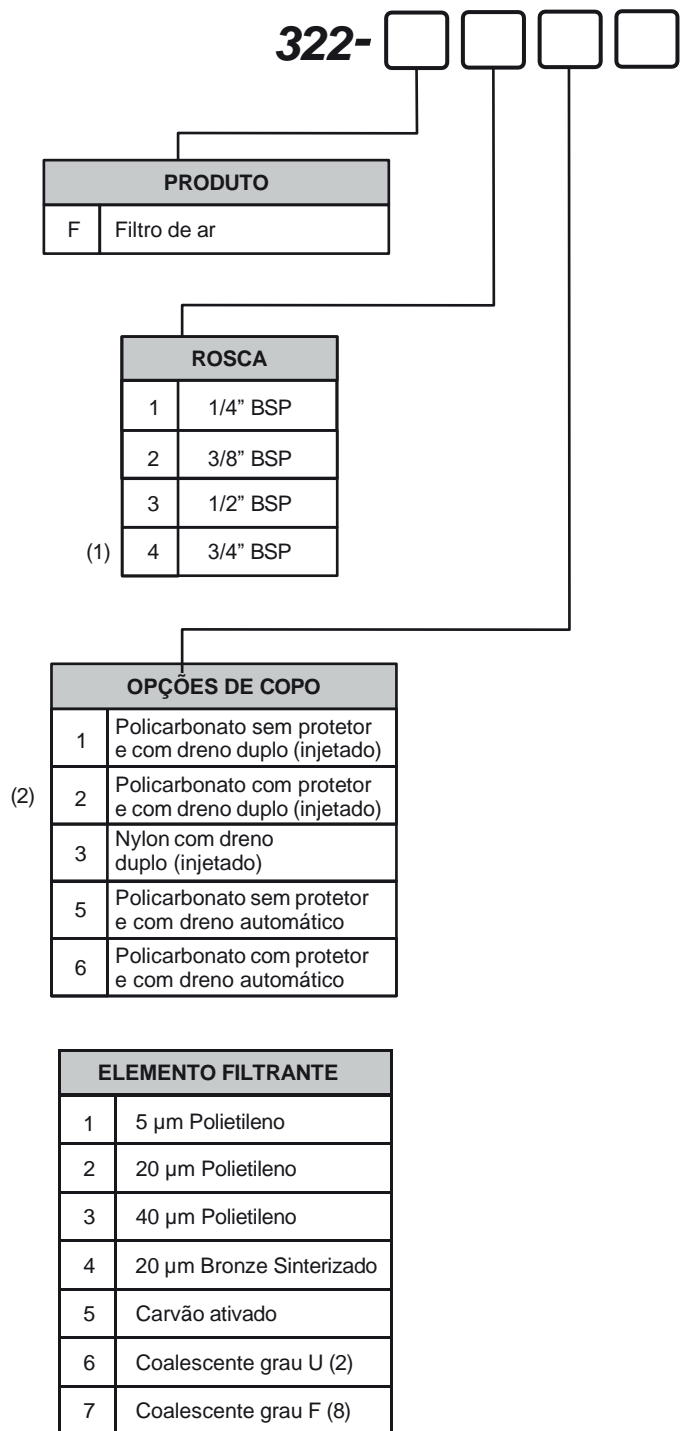 322-
PRODUTO
F Filtro de ar
ROSCA
1 1/4” BSP
2 3/8” BSP
3 1/2” BSP
(1) 4 3/4” BSP
OPÇÕES DE COPO
1 Policarbonato sem protetor
e com dreno duplo (injetado)
(2) 2 Policarbonato com protetor
e com dreno duplo (injetado)
3 Nylon com dreno
duplo (injetado)
5 Policarbonato sem protetor
e com dreno automático
6 Policarbonato com protetor
e com dreno automático
ELEMENTO FILTRANTE
1 5 µm Polietileno
2 20 µm Polietileno
3 40 µm Polietileno
4 20 µm Bronze Sinterizado
5 Carvão ativado
6 Coalescente grau U (2)
7 Coalescente grau F (8)